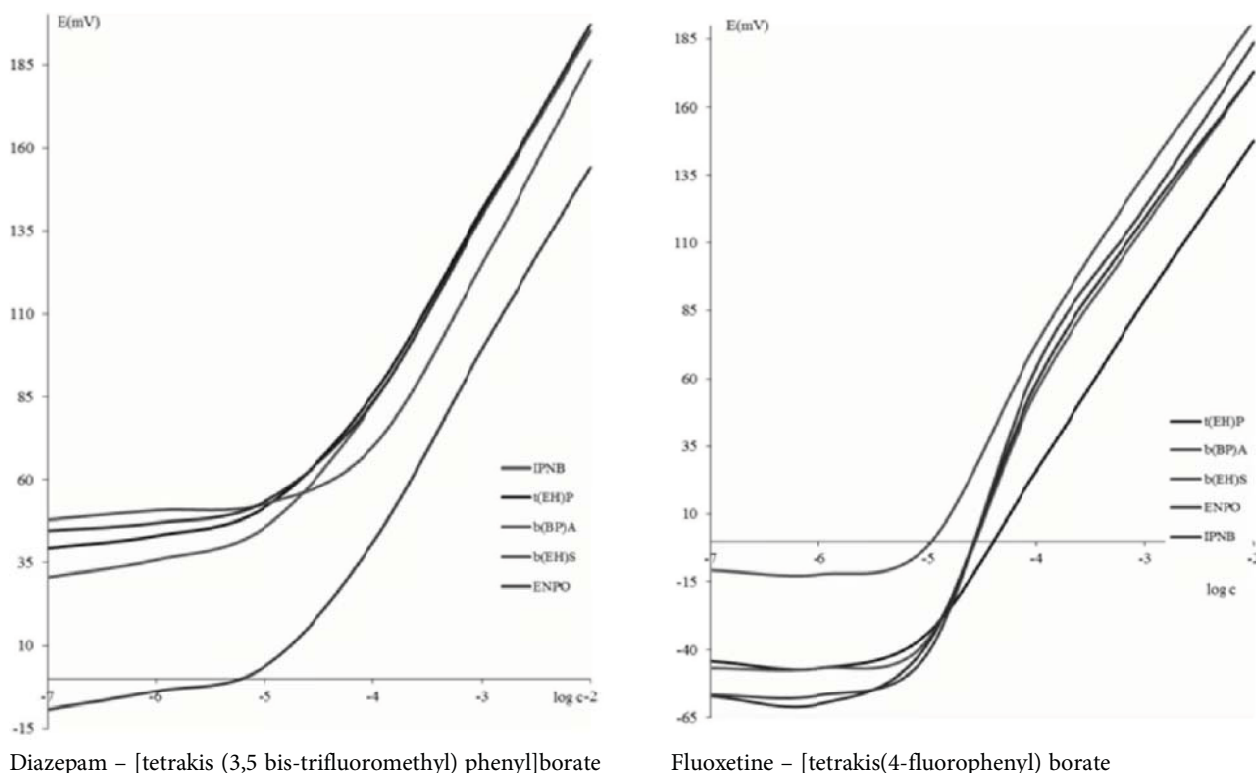 E(mV)
185
160
135
110
85
60
35
10
-15
-7
-6
-5
-4
-3
log c-2
IPNB
t(EH)P
b(BP)A
b(EH)S
ENPO
Diazepam – [tetrakis (3,5 bis-trifluoromethyl) phenyl]borate
E(mV)
185
160
135
110
85
60
35
10
-15
-40
-65
-7
-6
-5
-4
-3
-2
log c
t(EH)P
b(BP)A
b(EH)S
ENPO
IPNB
Fluoxetine – [tetrakis(4-fluorophenyl) borate